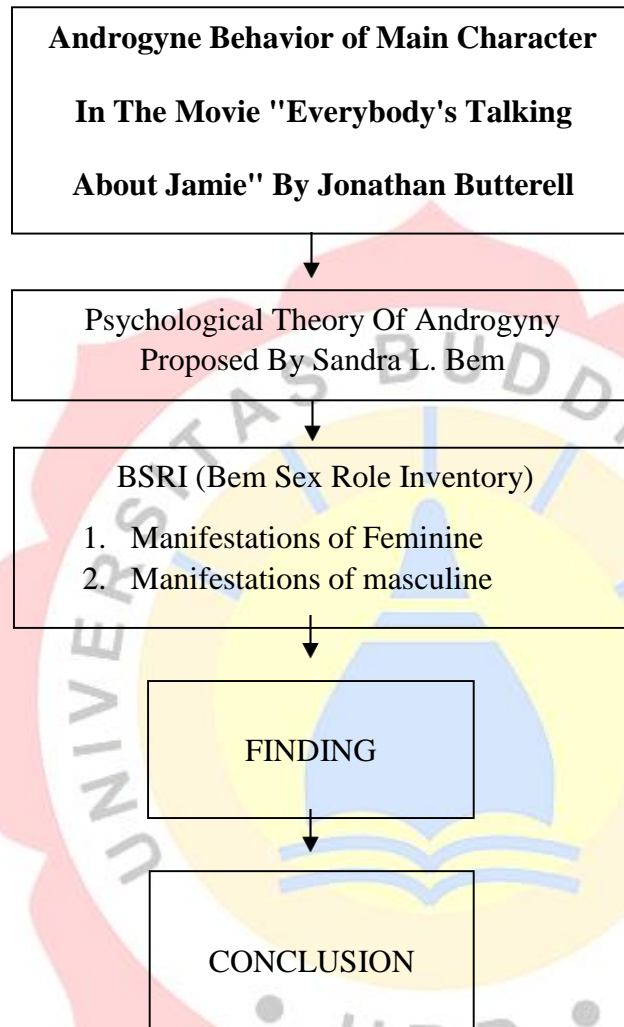 Androgyne Behavior of Main Character
In The Movie "Everybody's Talking
About Jamie" By Jonathan Butterell
Psychological Theory Of Androgyny
Proposed By Sandra L. Bem
BSRI (Bem Sex Role Inventory)
1. Manifestations of Feminine
2. Manifestations of masculine
FINDING
CONCLUSION
UNIVERSITAS BUDD